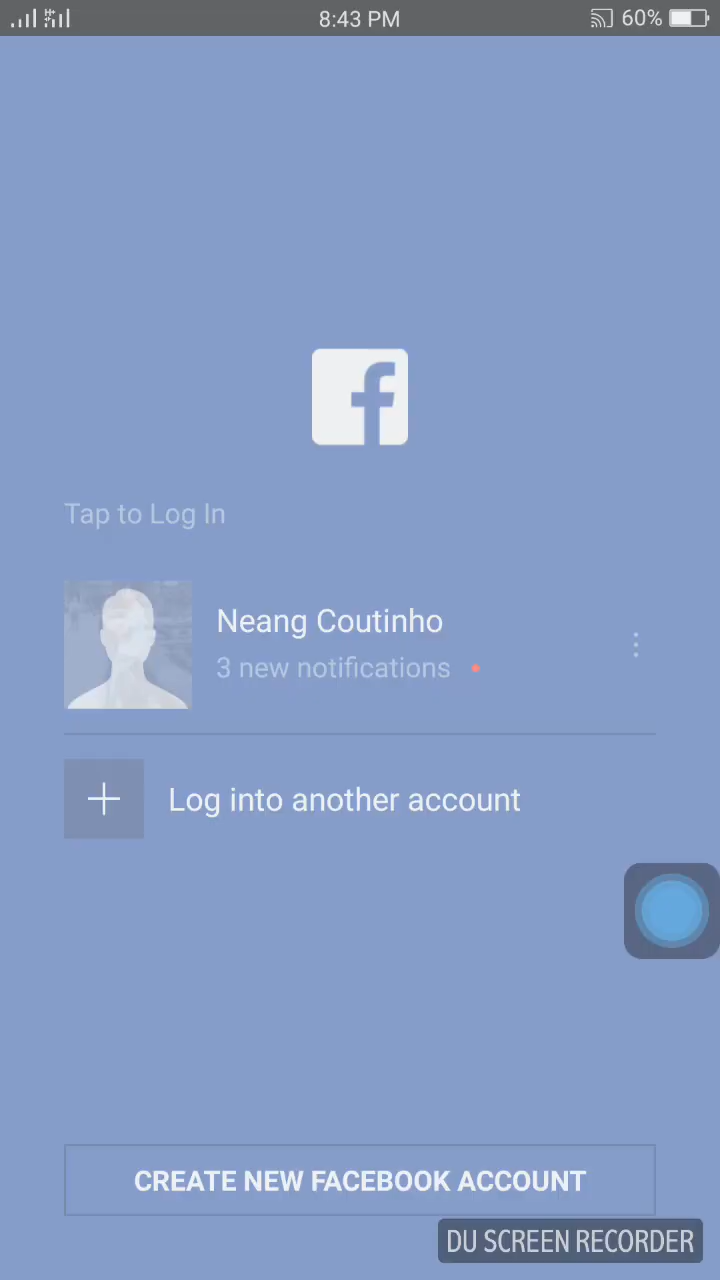 8:43 PM
60%
Tap to Log In
Neang Coutinho
3 new notifications
Log into another account
CREATE NEW FACEBOOK ACCOUNT
DU SCREEN RECORDER